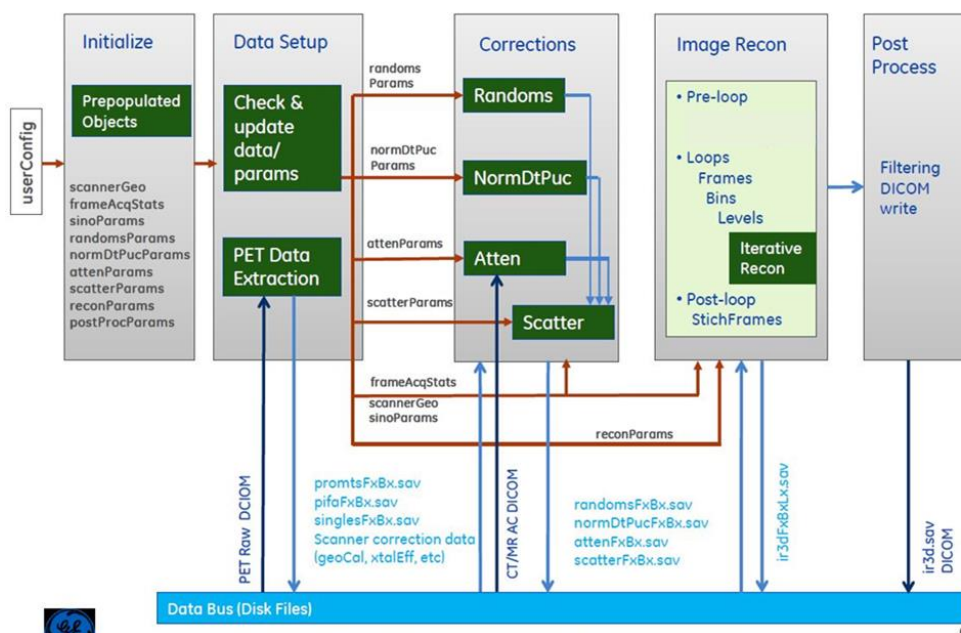 Initialize
Data Setup
Corrections
Image Recon
Post
Process
userConfig
Prepopulated
Objects
scannerGeo
frameAcqStats
sinoParams
randomsParams
normDtPucParams
attenParams
scatterParams
reconParams
postProcParams
Check &
update
data/
params
PET Data
Extraction
randoms
Params
normDtPuc
Params
attenParams
scatterParams
frameAcqStats
scannerGeo
sinoParams
reconParams
Randoms
NormDtPuc
Atten
Scatter
• Pre-loop
• Loops
Frames
Bins
Levels
Iterative
Recon
• Post-loop
StichFrames
Filtering
DICOM
write
PET Raw DCIOM
promtsFxBx.sav
pifaFxBx.sav
singlesFxBx.sav
Scanner correction data
(geoCal, xtalEff, etc)
CT/MR AC DICOM
randomsFxBx.sav
normDtPucFxBx.sav
attenFxBx.sav
scatterFxBx.sav
ir3dFxBxLx.sav
ir3d.sav
DICOM
Data Bus (Disk Files)